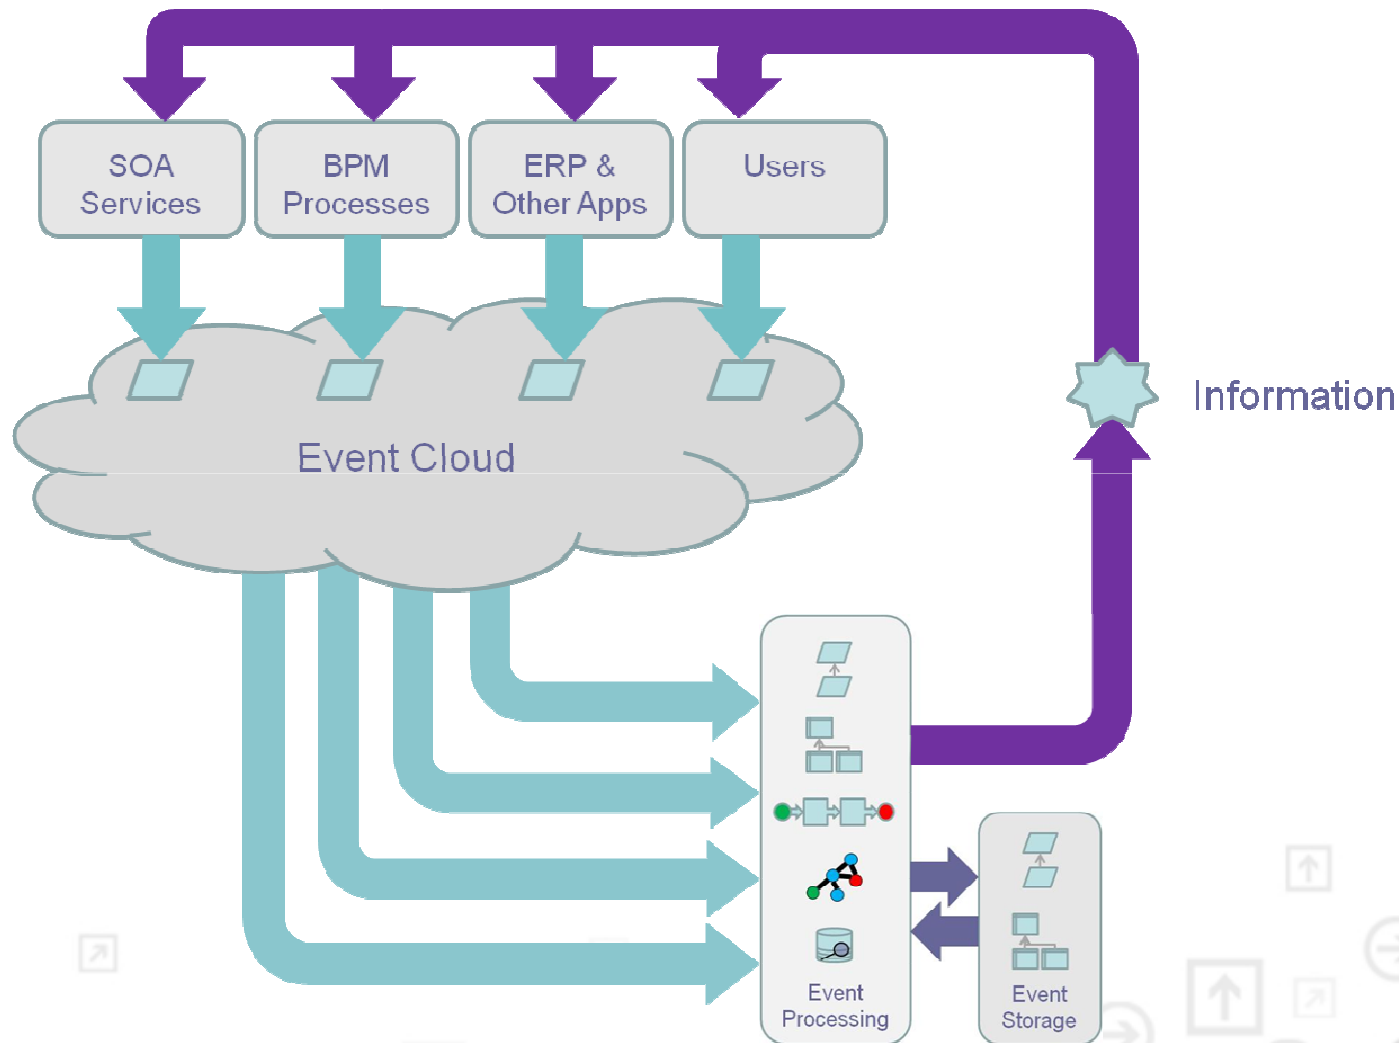 SOA
Services
BPM
Processes
ERP &
Other Apps
Users
Event Cloud
Information
Event
Processing
Event
Storage